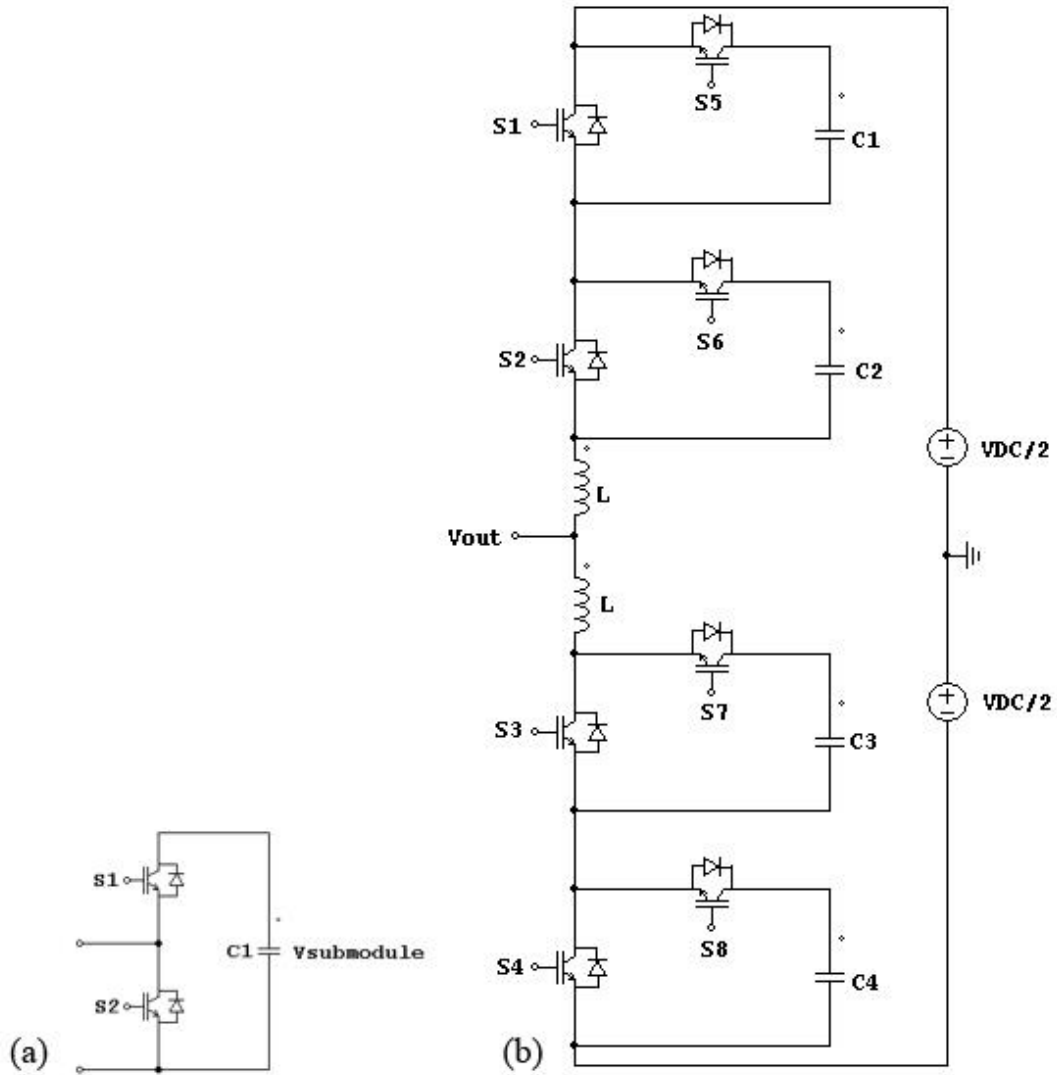 S5
S1
C1
S6
S2
C2
L
VDC/2
Vout
L
S7
S3
C3
VDC/2
S8
S4
C4
(b)
s1
C1 Vsubmodule
s2
(a)